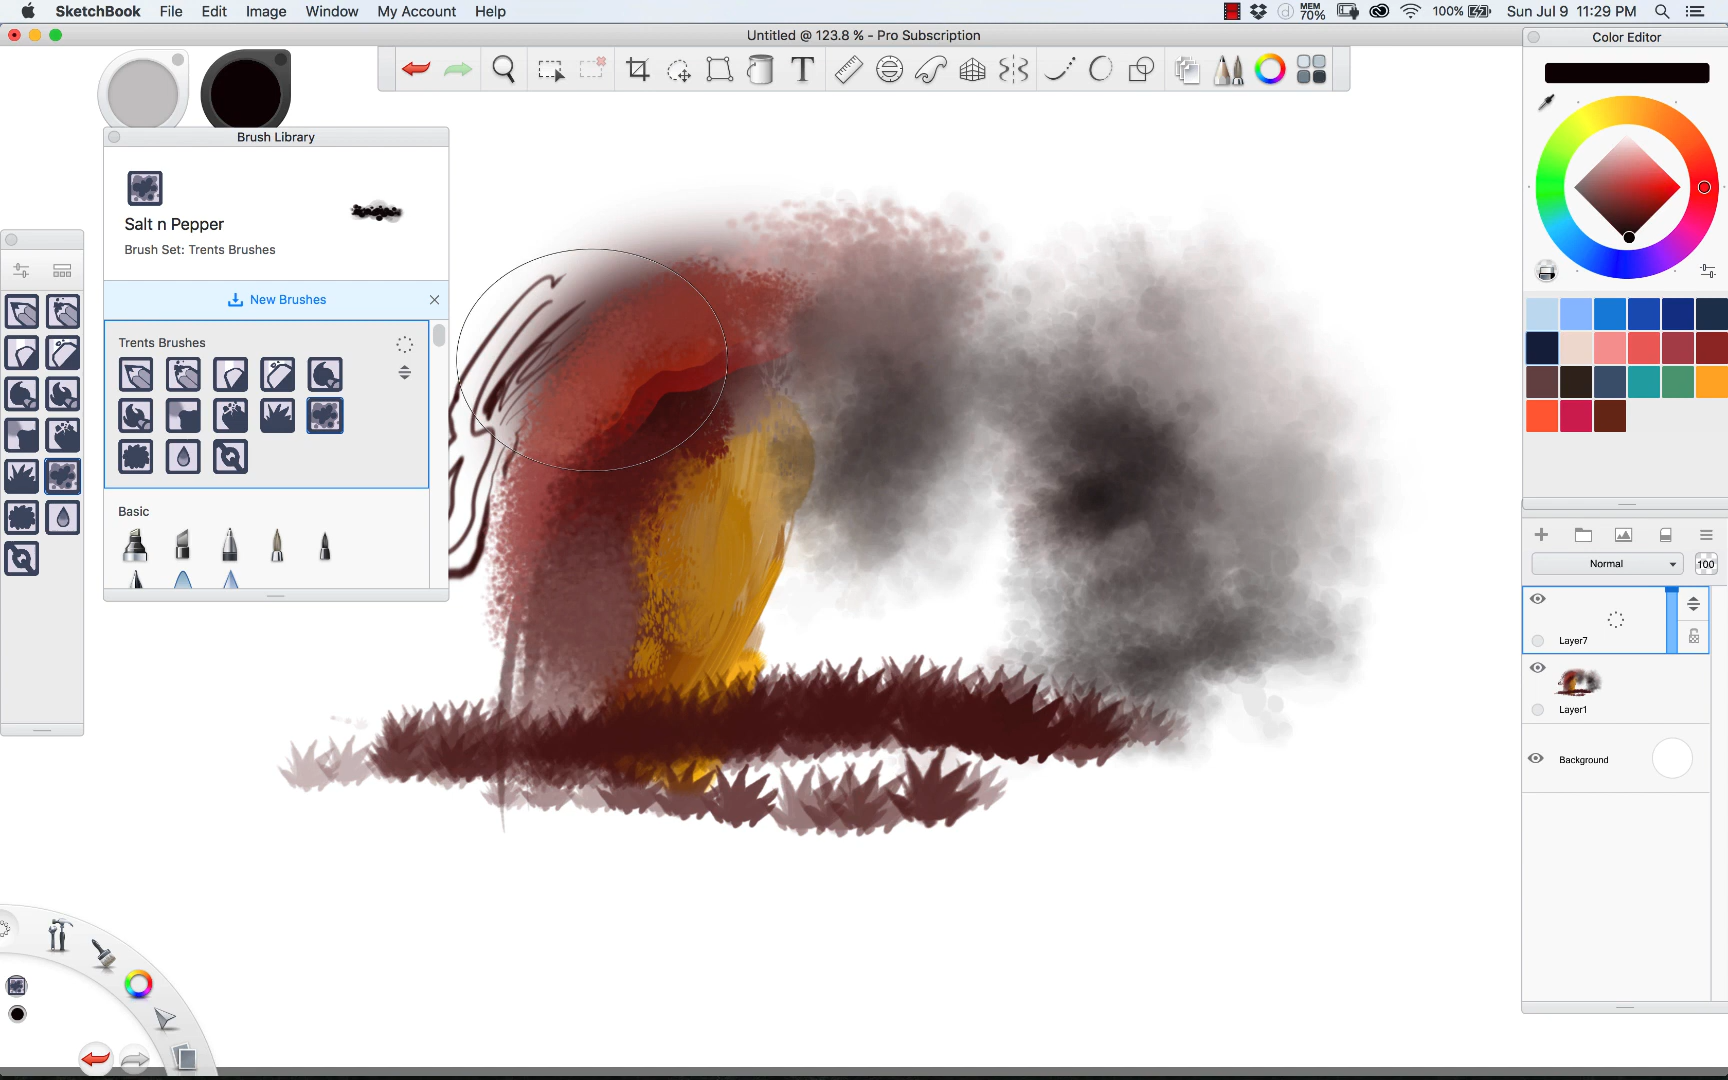 SketchBook File Edit Image Window My Account Help
MEM 70% 100% Sun Jul 9 11:29 PM
Untitled @ 123.8 % - Pro Subscription
Color Editor
T
Brush Library
Salt n Pepper
Brush Set: Trents Brushes
New Brushes
Trents Brushes
Basic
Normal 100
Layer7
Layer1
Background